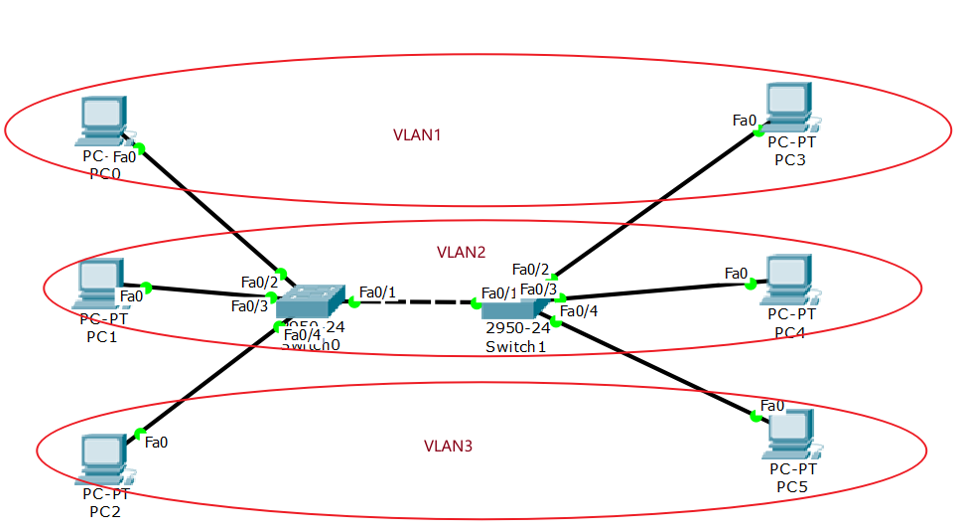 VLAN1
PC-
Fa0
PC0
Fa0
PC-PT
PC3
VLAN2
Fa0
PC-PT
PC1
Fa0/2
Fa0/3
Fa0/4
Fa0/1
2950-24
Switch0
Fa0/1
Fa0/2
Fa0/3
Fa0/4
2950-24
Switch1
Fa0
PC-PT
PC4
VLAN3
Fa0
PC-PT
PC2
Fa0
PC-PT
PC5